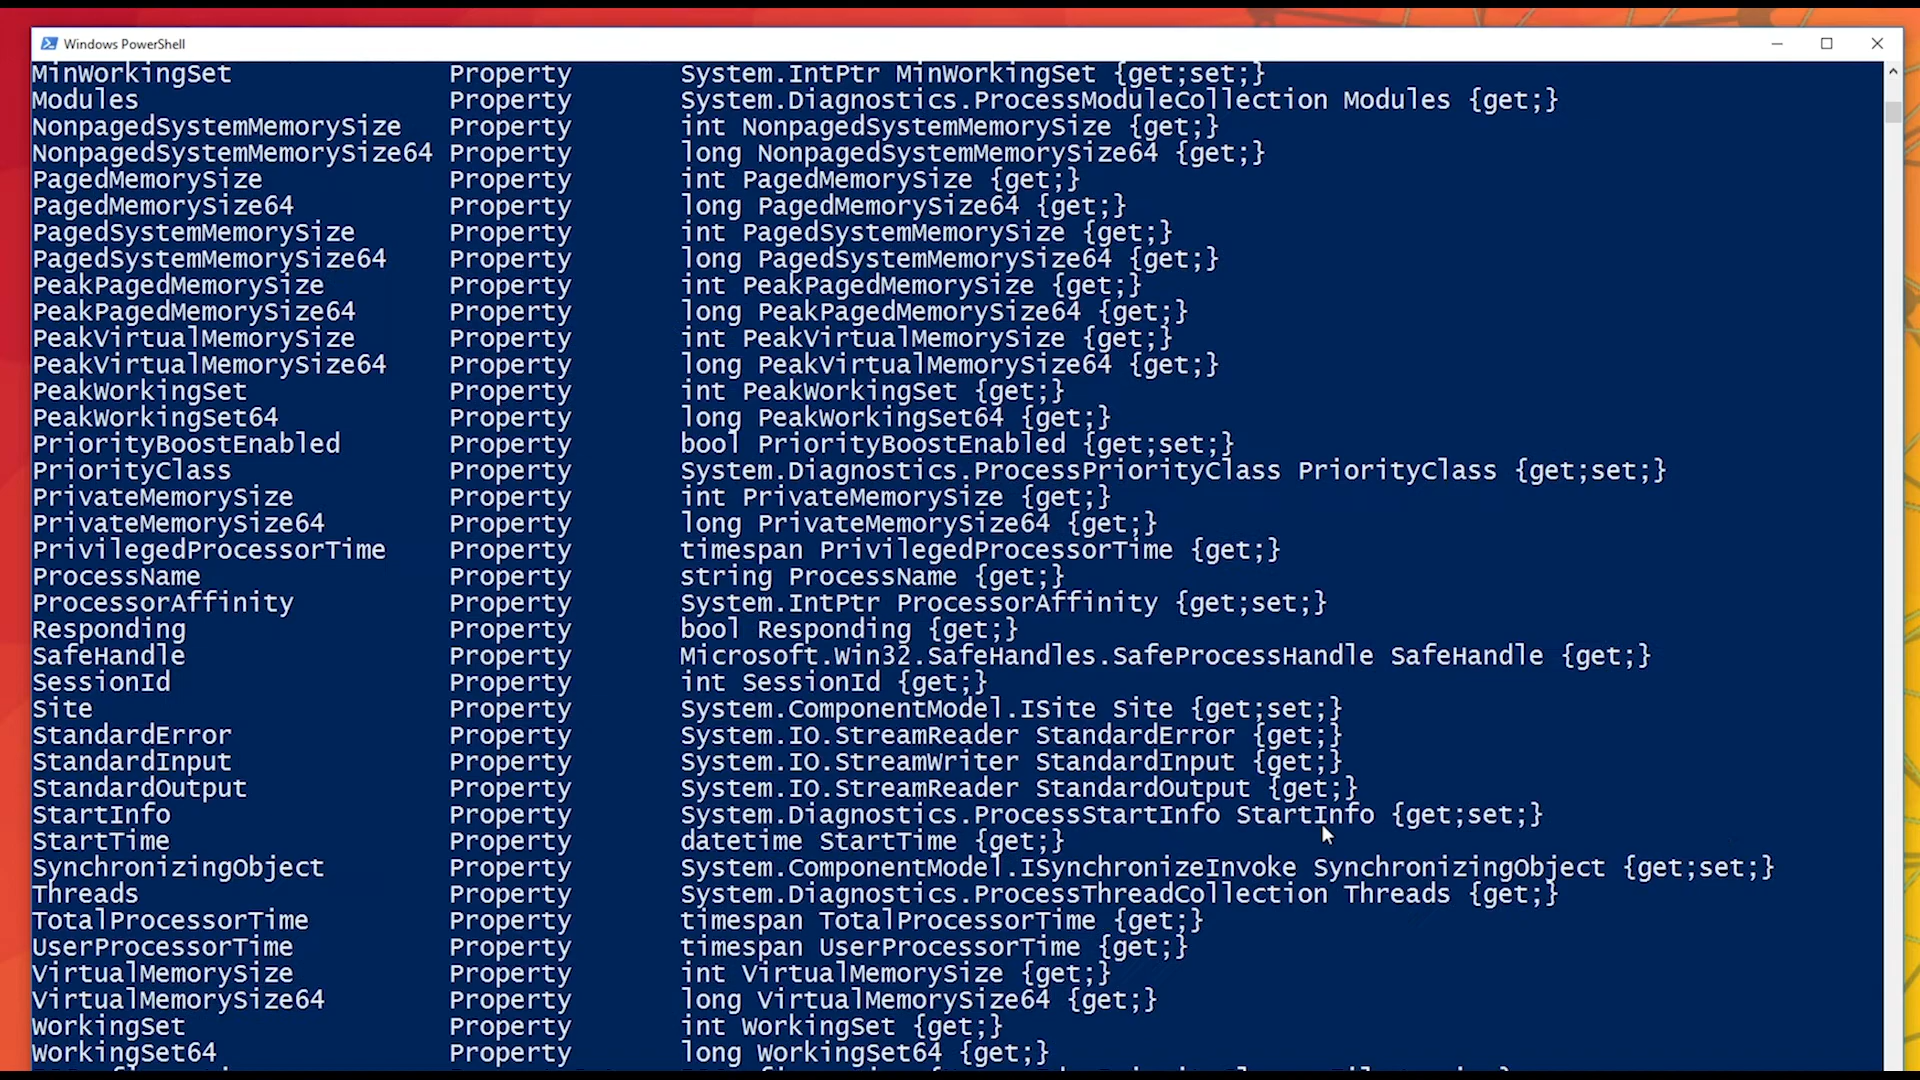 Windows PowerShell
MinWorkingSet Property System.IntPtr MinWorkingSet {get;set;}
Modules Property System.Diagnostics.ProcessModuleCollection Modules {get;}
NonpagedSystemMemorySize Property int NonpagedSystemMemorySize {get;}
NonpagedSystemMemorySize64 Property long NonpagedSystemMemorySize64 {get;}
PagedMemorySize Property int PagedMemorySize {get;}
PagedMemorySize64 Property long PagedMemorySize64 {get;}
PagedSystemMemorySize Property int PagedSystemMemorySize {get;}
PagedSystemMemorySize64 Property long PagedSystemMemorySize64 {get;}
PeakPagedMemorySize Property int PeakPagedMemorySize {get;}
PeakPagedMemorySize64 Property long PeakPagedMemorySize64 {get;}
PeakVirtualMemorySize Property int PeakVirtualMemorySize {get;}
PeakVirtualMemorySize64 Property long PeakVirtualMemorySize64 {get;}
PeakWorkingSet Property int PeakWorkingSet {get;}
PeakWorkingSet64 Property long PeakWorkingSet64 {get;}
PriorityBoostEnabled Property bool PriorityBoostEnabled {get;set;}
PriorityClass Property System.Diagnostics.ProcessPriorityClass PriorityClass {get;set;}
PrivateMemorySize Property int PrivateMemorySize {get;}
PrivateMemorySize64 Property long PrivateMemorySize64 {get;}
PrivilegedProcessorTime Property timespan PrivilegedProcessorTime {get;}
ProcessName Property string ProcessName {get;}
ProcessorAffinity Property System.IntPtr ProcessorAffinity {get;set;}
Responding Property bool Responding {get;}
SafeHandle Property Microsoft.Win32.SafeHandles.SafeProcessHandle SafeHandle {get;}
SessionId Property int SessionId {get;}
Site Property System.ComponentModel.ISite Site {get;set;}
StandardError Property System.IO.StreamReader StandardError {get;}
StandardInput Property System.IO.StreamWriter StandardInput {get;}
StandardOutput Property System.IO.StreamReader StandardOutput {get;}
StartInfo Property System.Diagnostics.ProcessStartInfo StartInfo {get;set;}
StartTime Property datetime StartTime {get;}
SynchronizingObject Property System.ComponentModel.ISynchronizeInvoke SynchronizingObject {get;set;}
Threads Property System.Diagnostics.ProcessThreadCollection Threads {get;}
TotalProcessorTime Property timespan TotalProcessorTime {get;}
UserProcessorTime Property timespan UserProcessorTime {get;}
VirtualMemorySize Property int VirtualMemorySize {get;}
VirtualMemorySize64 Property long VirtualMemorySize64 {get;}
WorkingSet Property int WorkingSet {get;}
WorkingSet64 Property long WorkingSet64 {get;}